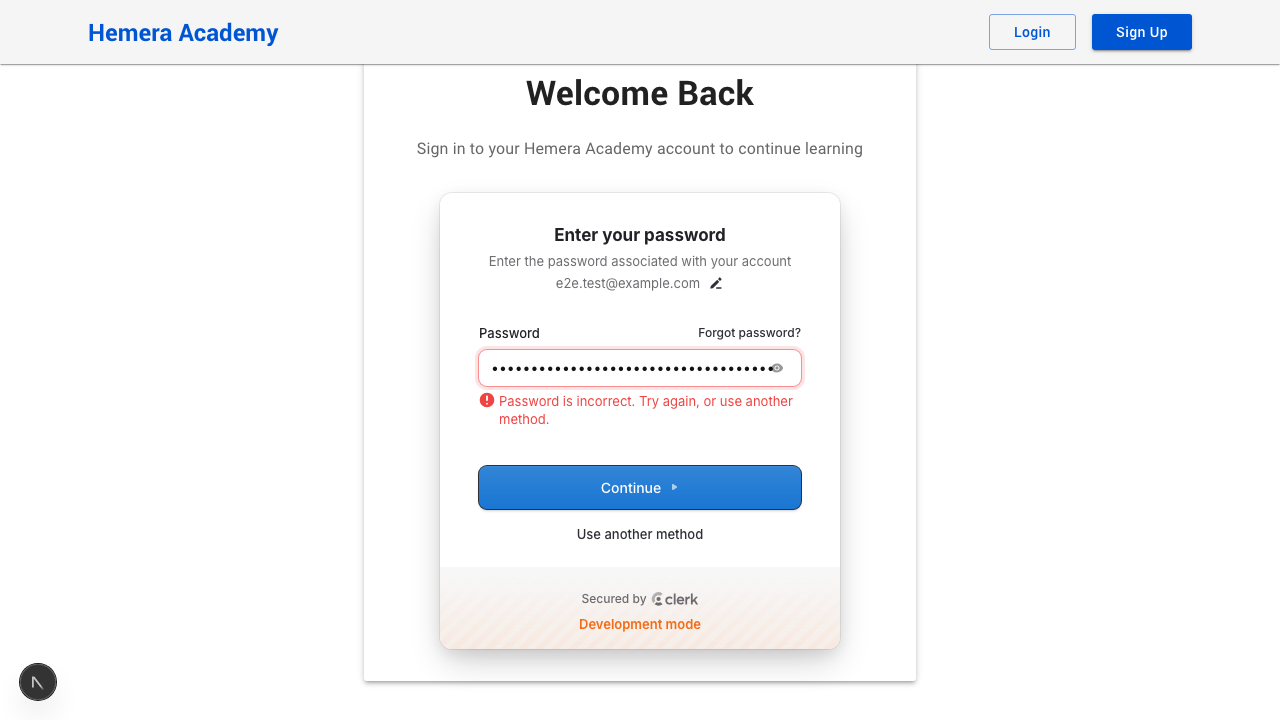 Hemera Academy
Login
Sign Up
Welcome Back
Sign in to your Hemera Academy account to continue learning
Enter your password
Enter the password associated with your account
e2e.test@example.com
Password
Forgot password?
•••••••••••••••••••••••••••••••••••••
Password is incorrect. Try again, or use another
method.
Continue
Use another method
Secured by clerk
Development mode